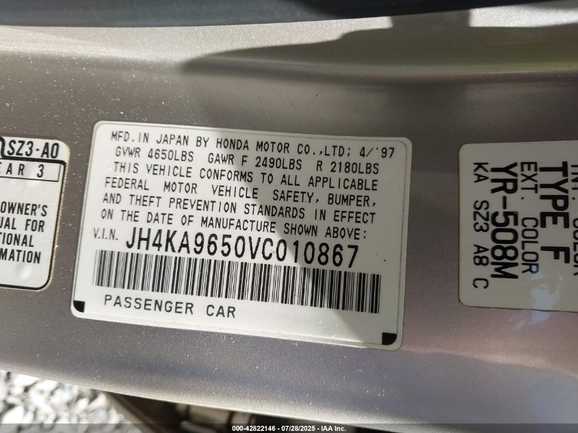 SZ3-A0
EAR 3
OWNER'S
UAL FOR
TIONAL
RMATION
MFD. IN JAPAN BY HONDA MOTOR CO., LTD; 4/'97
GVWR 4650LBS GAWR F 2490LBS R 2180LBS
THIS VEHICLE CONFORMS TO ALL APPLICABLE
FEDERAL MOTOR VEHICLE SAFETY, BUMPER,
AND THEFT PREVENTION STANDARDS IN EFFECT
ON THE DATE OF MANUFACTURE SHOWN ABOVE:
V.I.N. JH4KA9650VC010867
PASSENGER CAR
TYPE F
EXT. COLOR
YR-508M
KA SZ3 A8 C
000-42822146 - 07/28/2025 - IAA Inc.